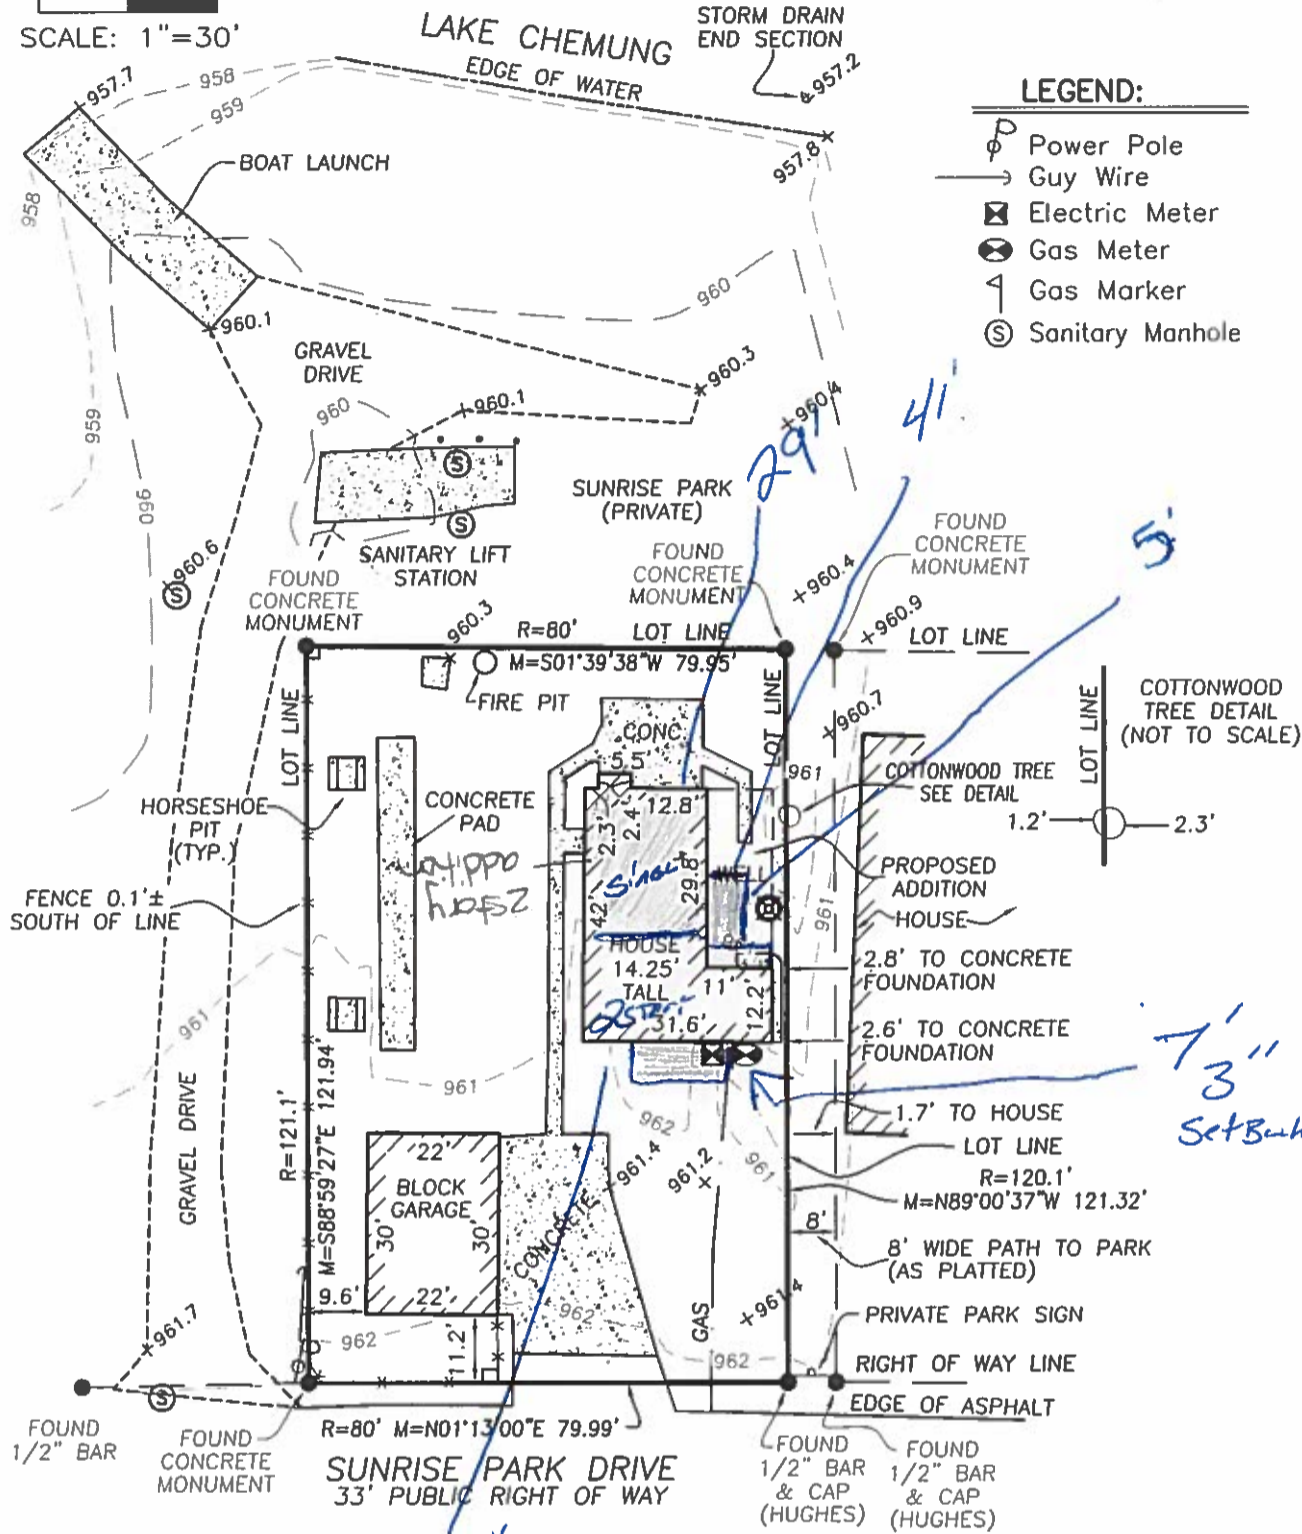 SCALE: 1"=30'
LAKE CHEMUNG
EDGE OF WATER
STORM DRAIN
END SECTION
957.2
957.7
958
959
957.8
BOAT LAUNCH
958
LEGEND:
Power Pole
Guy Wire
Electric Meter
Gas Meter
Gas Marker
S Sanitary Manhole
960
960.1
GRAVEL
DRIVE
960
960.1
960.3
960.4
29'
41'
5'
959
960
S
S
SANITARY LIFT
STATION
SUNRISE PARK
(PRIVATE)
960.6
S
FOUND
CONCRETE
MONUMENT
FOUND
CONCRETE
MONUMENT
FOUND
CONCRETE
MONUMENT
960.4
960.9
960.3
R=80' LOT LINE
M=S01°39'38"W 79.95'
LOT LINE
FIRE PIT
LOT LINE
LOT LINE
960.7
961
LOT LINE
COTTONWOOD
TREE DETAIL
(NOT TO SCALE)
1.2'
2.3'
COTTONWOOD TREE
SEE DETAIL
CONC.
5.5
12.8'
2.3'
2.4'
HORSESHOE
PIT
(TYP.)
CONCRETE
PAD
2 story
addition
42'
Single
29.8'
WELL
PROPOSED
ADDITION
HOUSE
961
FENCE 0.1'±
SOUTH OF LINE
HOUSE
14.25'
TALL
11'
2 story
31.6'
12.2'
2.8' TO CONCRETE
FOUNDATION
2.6' TO CONCRETE
FOUNDATION
7' 3"
SetBack
961
961
962
961
1.7' TO HOUSE
LOT LINE
R=120.1'
M=N89°00'37"W 121.32'
8'
8' WIDE PATH TO PARK
(AS PLATTED)
961.4
961.2
R=121.1'
M=S88°59'27"E 121.94'
GRAVEL DRIVE
22'
BLOCK
GARAGE
30'
30'
22'
CONCRETE
9.6'
11.2'
962
962
962
GAS
961.4
961.7
PRIVATE PARK SIGN
RIGHT OF WAY LINE
EDGE OF ASPHALT
S
FOUND
1/2" BAR
FOUND
CONCRETE
MONUMENT
R=80' M=N01°13'00"E 79.99'
SUNRISE PARK DRIVE
33' PUBLIC RIGHT OF WAY
FOUND
1/2" BAR
& CAP
(HUGHES)
FOUND
1/2" BAR
& CAP
(HUGHES)